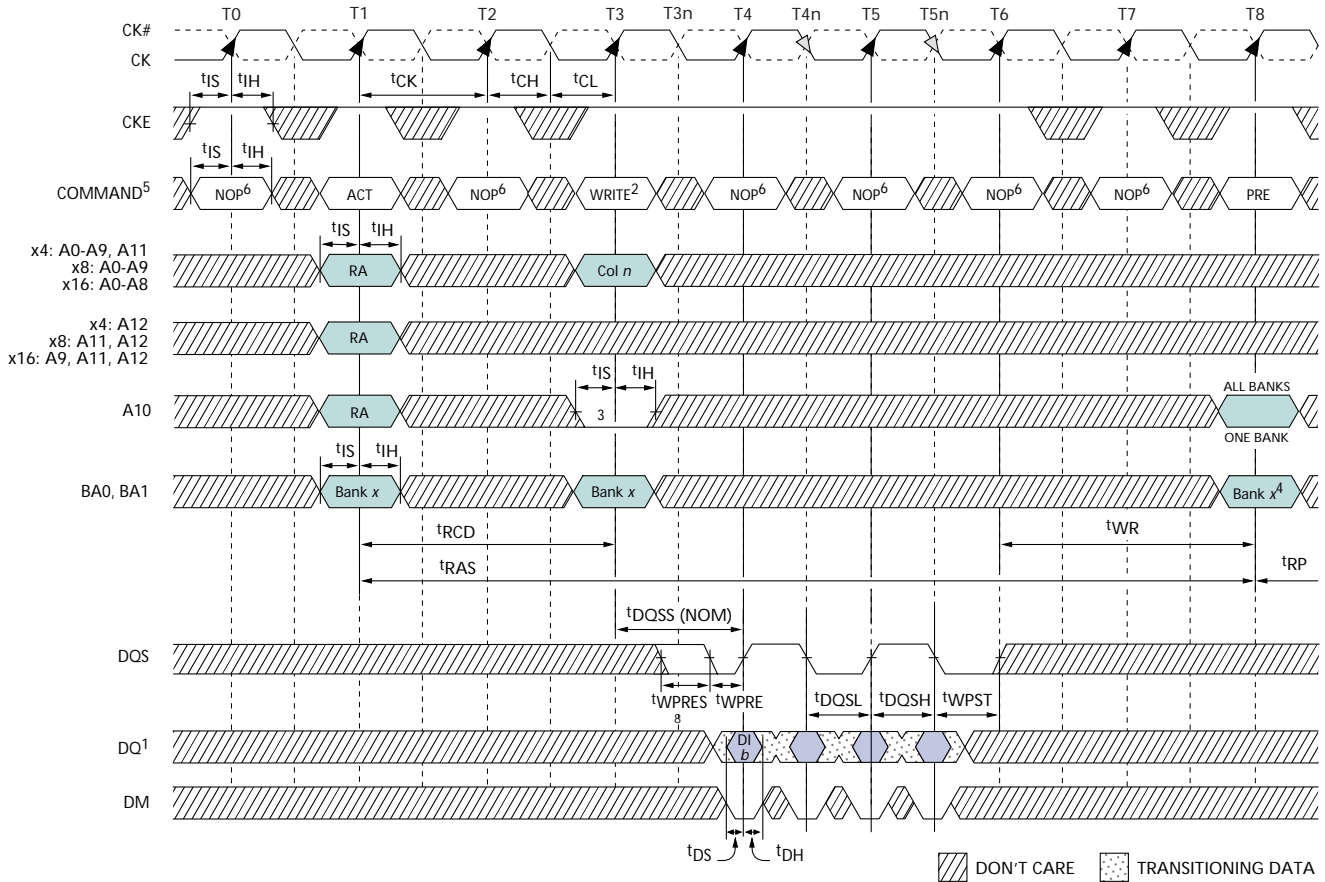 T0 T1 T2 T3 T3n T4 T4n T5 T5n T6 T7 T8
CK#
CK
tIS tIH tCK tCH tCL
CKE
tIS tIH
COMMAND5 NOP6 ACT NOP6 WRITE2 NOP6 NOP6 NOP6 NOP6 PRE
tIS tIH
x4: A0-A9, A11
x8: A0-A9
x16: A0-A8
RA Col n
x4: A12
x8: A11, A12
x16: A9, A11, A12
RA
tIS tIH
ALL BANKS
A10 RA 3
ONE BANK
tIS tIH
BA0, BA1 Bank x Bank x Bank x4
tRCD tWR
tRAS tRP
tDQSS (NOM)
DQS
tWPRES tWPRE tDQSL tDQSH tWPST
8
DQ1 DI
b
DM
tDS tDH
DON'T CARE TRANSITIONING DATA